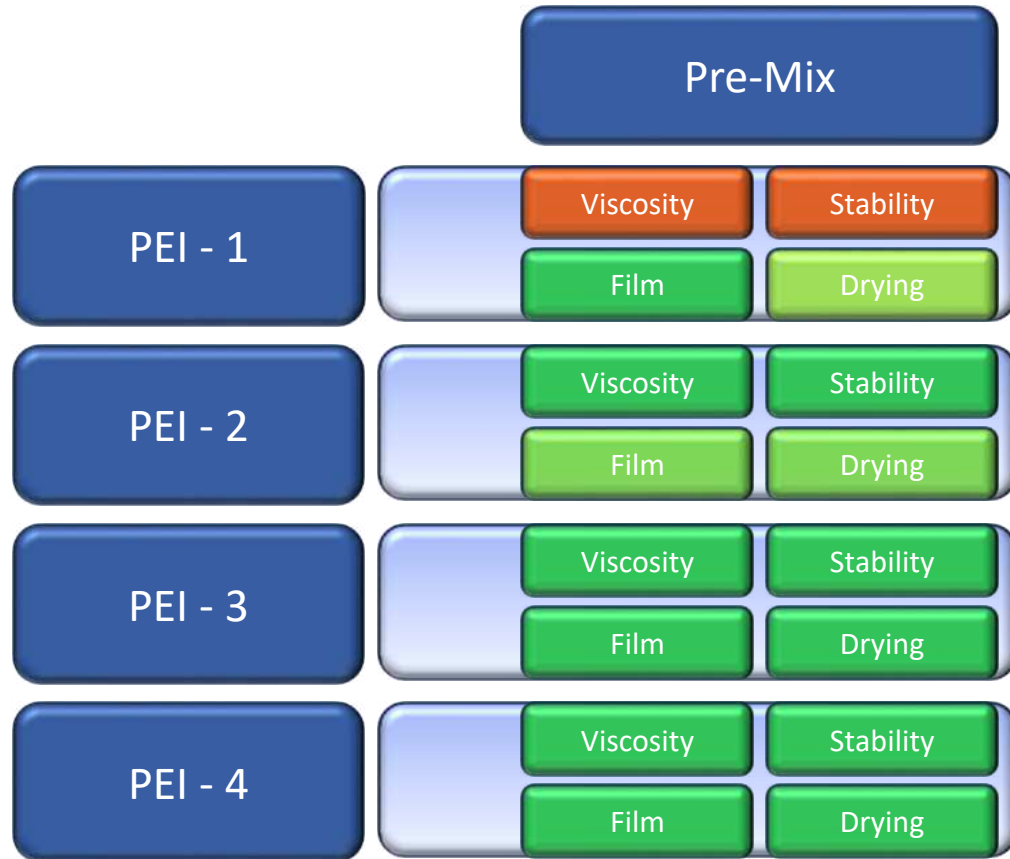 Pre-Mix
PEI - 1
Viscosity Stability
Film Drying
PEI - 2
Viscosity Stability
Film Drying
PEI - 3
Viscosity Stability
Film Drying
PEI - 4
Viscosity Stability
Film Drying